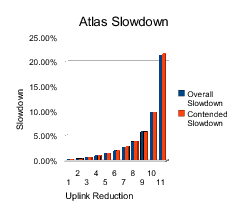 Atlas Slowdown
25.00%
20.00%
15.00%
10.00%
5.00%
0.00%
Slowdown
2 4 6 8 10
1 3 5 7 9 11
Uplink Reduction
Overall
Slowdown
Contended
Slowdown